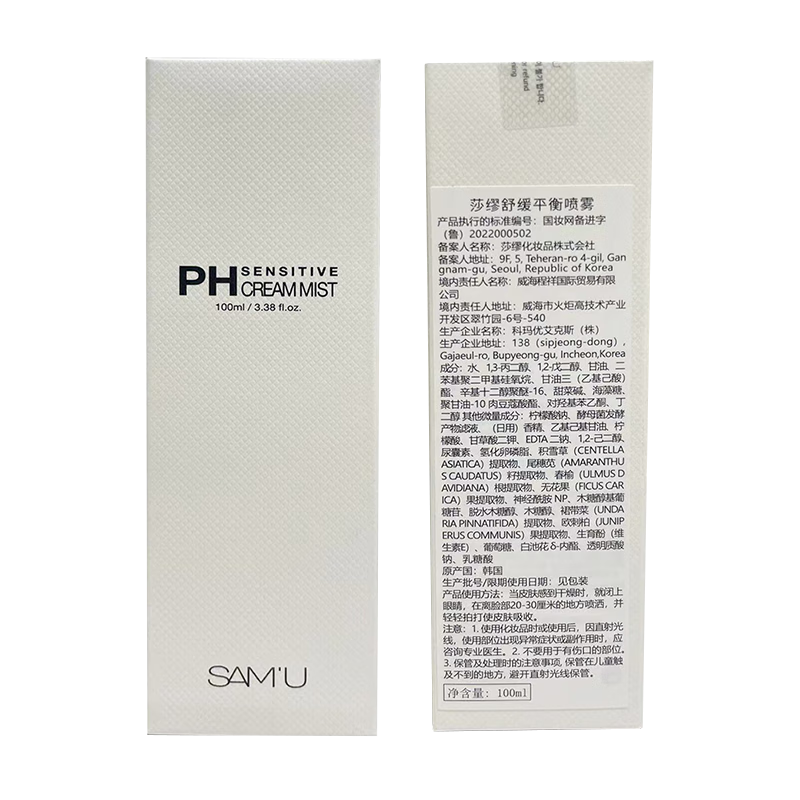 PH SENSITIVE
CREAM MIST
100ml / 3.38 fl.oz.
SAM'U
or refund
莎缪舒缓平衡喷雾
产品执行的标准编号：国妆网备进字
（鲁）2022000502
备案人名称：莎缪化妆品株式会社
备案人地址：9F, 5, Teheran-ro 4-gil, Gan
gnam-gu, Seoul, Republic of Korea
境内责任人名称：威海程祥国际贸易有限
公司
境内责任人地址：威海市火炬高技术产业
开发区翠竹园-6号-540
生产企业名称：科玛优艾克斯（株）
生产企业地址：138（sipjeong-dong）,
Gajaeul-ro, Bupyeong-gu, Incheon,Korea
成分：水、1,3-丙二醇、1,2-戊二醇、甘油、二
苯基聚二甲基硅氧烷、甘油三（乙基己酸）
酯、辛基十二醇聚醚-16、甜菜碱、海藻糖、
聚甘油-10 肉豆蔻酸酯、对羟基苯乙酮、丁
二醇 其他微量成分：柠檬酸钠、酵母菌发酵
产物滤液、（日用）香精、乙基己基甘油、柠
檬酸、甘草酸二钾、EDTA 二钠、1,2-己二醇、
尿囊素、氢化卵磷脂、积雪草（CENTELLA
ASIATICA）提取物、尾穗苋（AMARANTHU
S CAUDATUS）籽提取物、春榆（ULMUS D
AVIDIANA）根提取物、无花果（FICUS CAR
ICA）果提取物、神经酰胺 NP、木糖醇基葡
糖苷、脱水木糖醇、木糖醇、裙带菜（UNDA
RIA PINNATIFIDA）提取物、欧刺柏（JUNIP
ERUS COMMUNIS）果提取物、生育酚（维
生素E）、葡萄糖、白池花 δ-内酯、透明质酸
钠、乳糖酸
原产国：韩国
生产批号/限期使用日期：见包装
产品使用方法：当皮肤感到干燥时，就闭上
眼睛，在离脸部20-30厘米的地方喷洒，并
轻轻拍打使皮肤吸收。
注意：1. 使用化妆品时或使用后，因直射光
线，使用部位出现异常症状或副作用时，应
咨询专业医生。2. 不要用于有伤口的部位。
3. 保管及处理时的注意事项, 保管在儿童触
及不到的地方, 避开直射光线保管。
净含量: 100ml